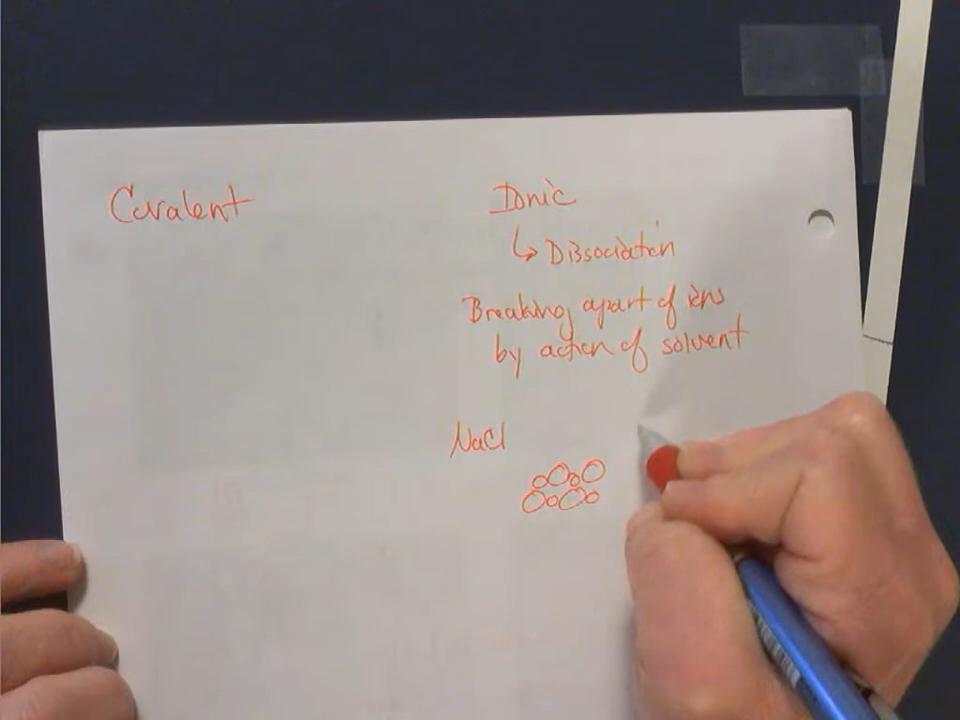 Covalent
Ionic
↳ Dissociation
Breaking apart of ions
by action of solvent
NaCl